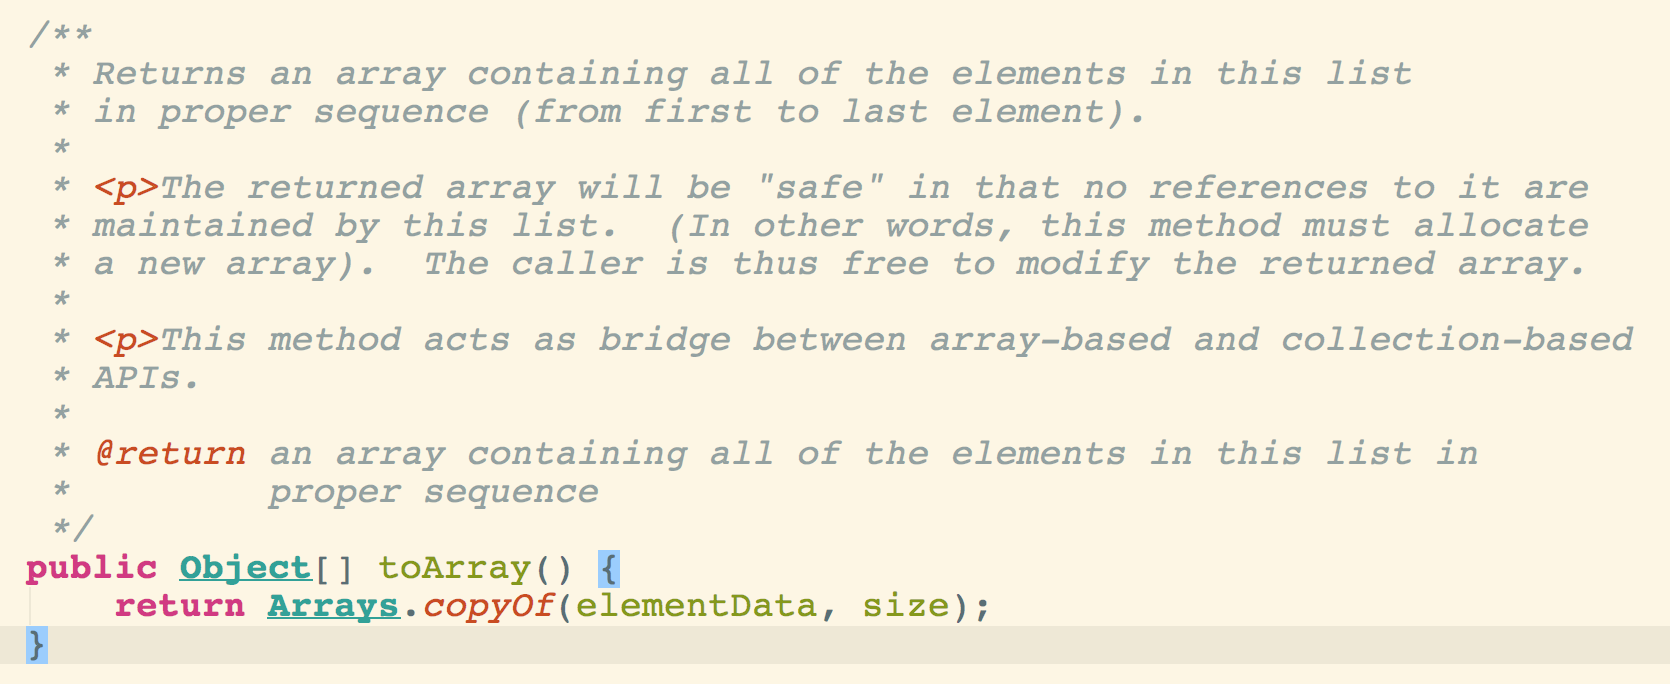 /**
 * Returns an array containing all of the elements in this list
 * in proper sequence (from first to last element).
 *
 * <p>The returned array will be "safe" in that no references to it are
 * maintained by this list.  (In other words, this method must allocate
 * a new array).  The caller is thus free to modify the returned array.
 *
 * <p>This method acts as bridge between array-based and collection-based
 * APIs.
 *
 * @return an array containing all of the elements in this list in
 *         proper sequence
 */
public Object[] toArray() {
    return Arrays.copyOf(elementData, size);
}